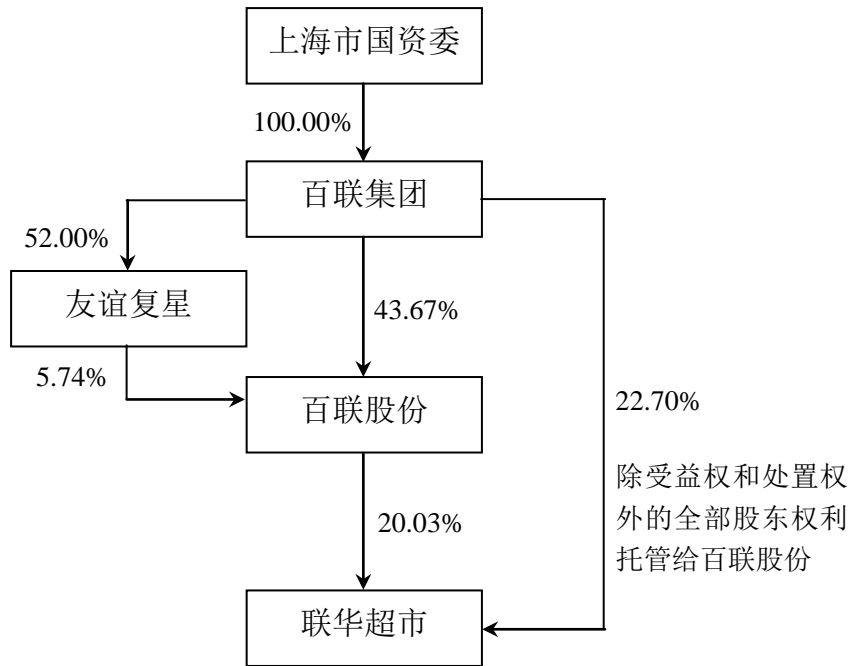 上海市国资委
100.00%
百联集团
52.00%
友谊复星
43.67%
5.74%
百联股份
22.70%
除受益权和处置权
外的全部股东权利
托管给百联股份
20.03%
联华超市